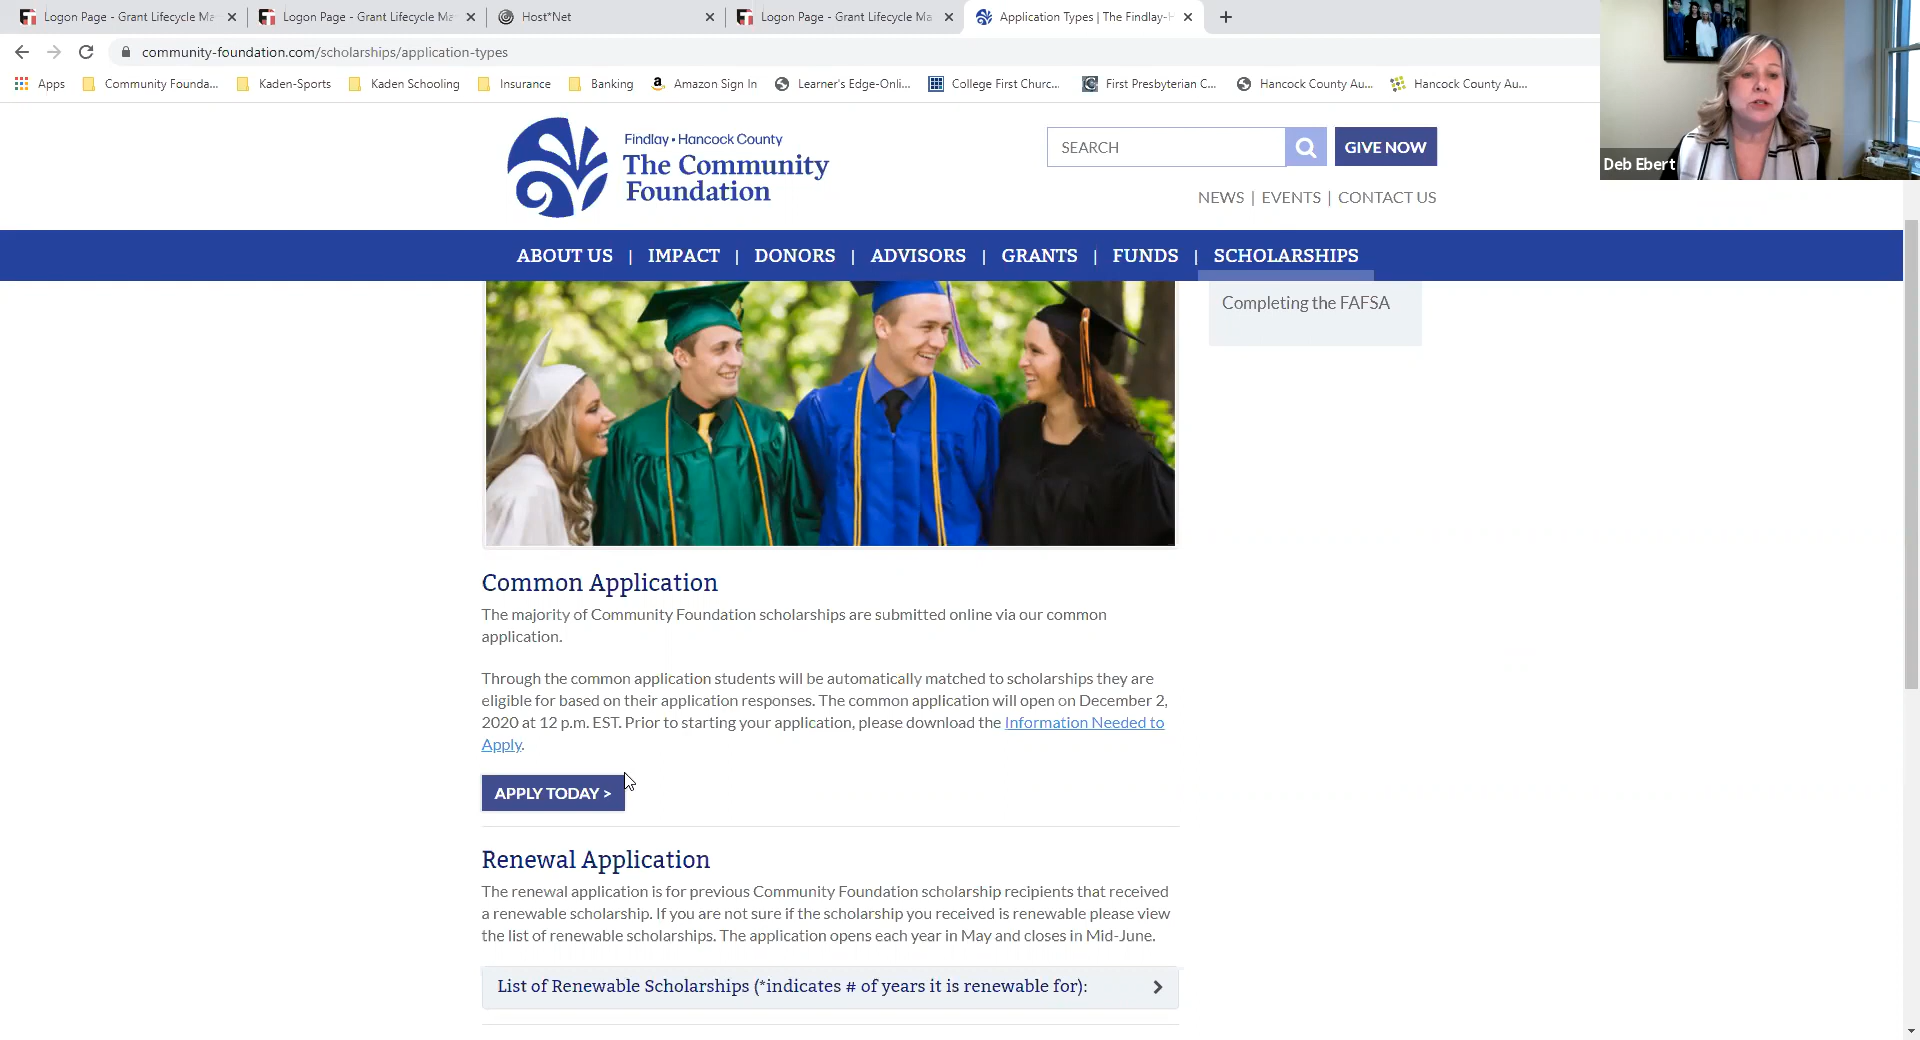 Logon Page - Grant Lifecycle Ma
Logon Page - Grant Lifecycle Ma
Host*Net
Logon Page - Grant Lifecycle Ma
Application Types | The Findlay-H
community-foundation.com/scholarships/application-types
Apps
Community Founda...
Kaden-Sports
Kaden Schooling
Insurance
Banking
Amazon Sign In
Learner's Edge-Onli...
College First Churc...
First Presbyterian C...
Hancock County Au...
Hancock County Au...
Deb Ebert
Findlay • Hancock County
The Community
Foundation
SEARCH
GIVE NOW
NEWS | EVENTS | CONTACT US
ABOUT US | IMPACT | DONORS | ADVISORS | GRANTS | FUNDS | SCHOLARSHIPS
Completing the FAFSA
Common Application
The majority of Community Foundation scholarships are submitted online via our common
application.
Through the common application students will be automatically matched to scholarships they are
eligible for based on their application responses. The common application will open on December 2,
2020 at 12 p.m. EST. Prior to starting your application, please download the Information Needed to
Apply.
APPLY TODAY >
Renewal Application
The renewal application is for previous Community Foundation scholarship recipients that received
a renewable scholarship. If you are not sure if the scholarship you received is renewable please view
the list of renewable scholarships. The application opens each year in May and closes in Mid-June.
List of Renewable Scholarships (*indicates # of years it is renewable for):